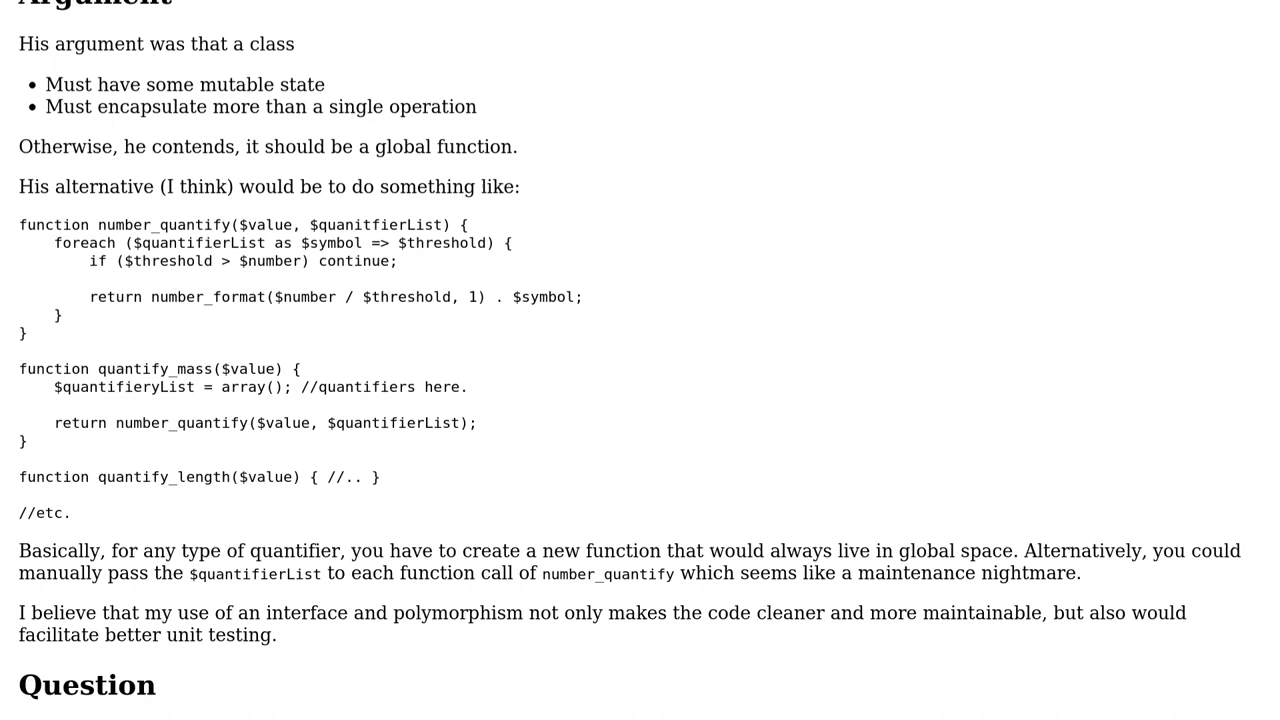 Argument
His argument was that a class
• Must have some mutable state
• Must encapsulate more than a single operation
Otherwise, he contends, it should be a global function.
His alternative (I think) would be to do something like:
function number_quantify($value, $quanitfierList) {
    foreach ($quantifierList as $symbol => $threshold) {
        if ($threshold > $number) continue;
        return number_format($number / $threshold, 1) . $symbol;
    }
}
function quantify_mass($value) {
    $quantifieryList = array(); //quantifiers here.
    return number_quantify($value, $quantifierList);
}
function quantify_length($value) { //.. }
//etc.
Basically, for any type of quantifier, you have to create a new function that would always live in global space. Alternatively, you could
manually pass the $quantifierList to each function call of number_quantify which seems like a maintenance nightmare.
I believe that my use of an interface and polymorphism not only makes the code cleaner and more maintainable, but also would
facilitate better unit testing.
Question